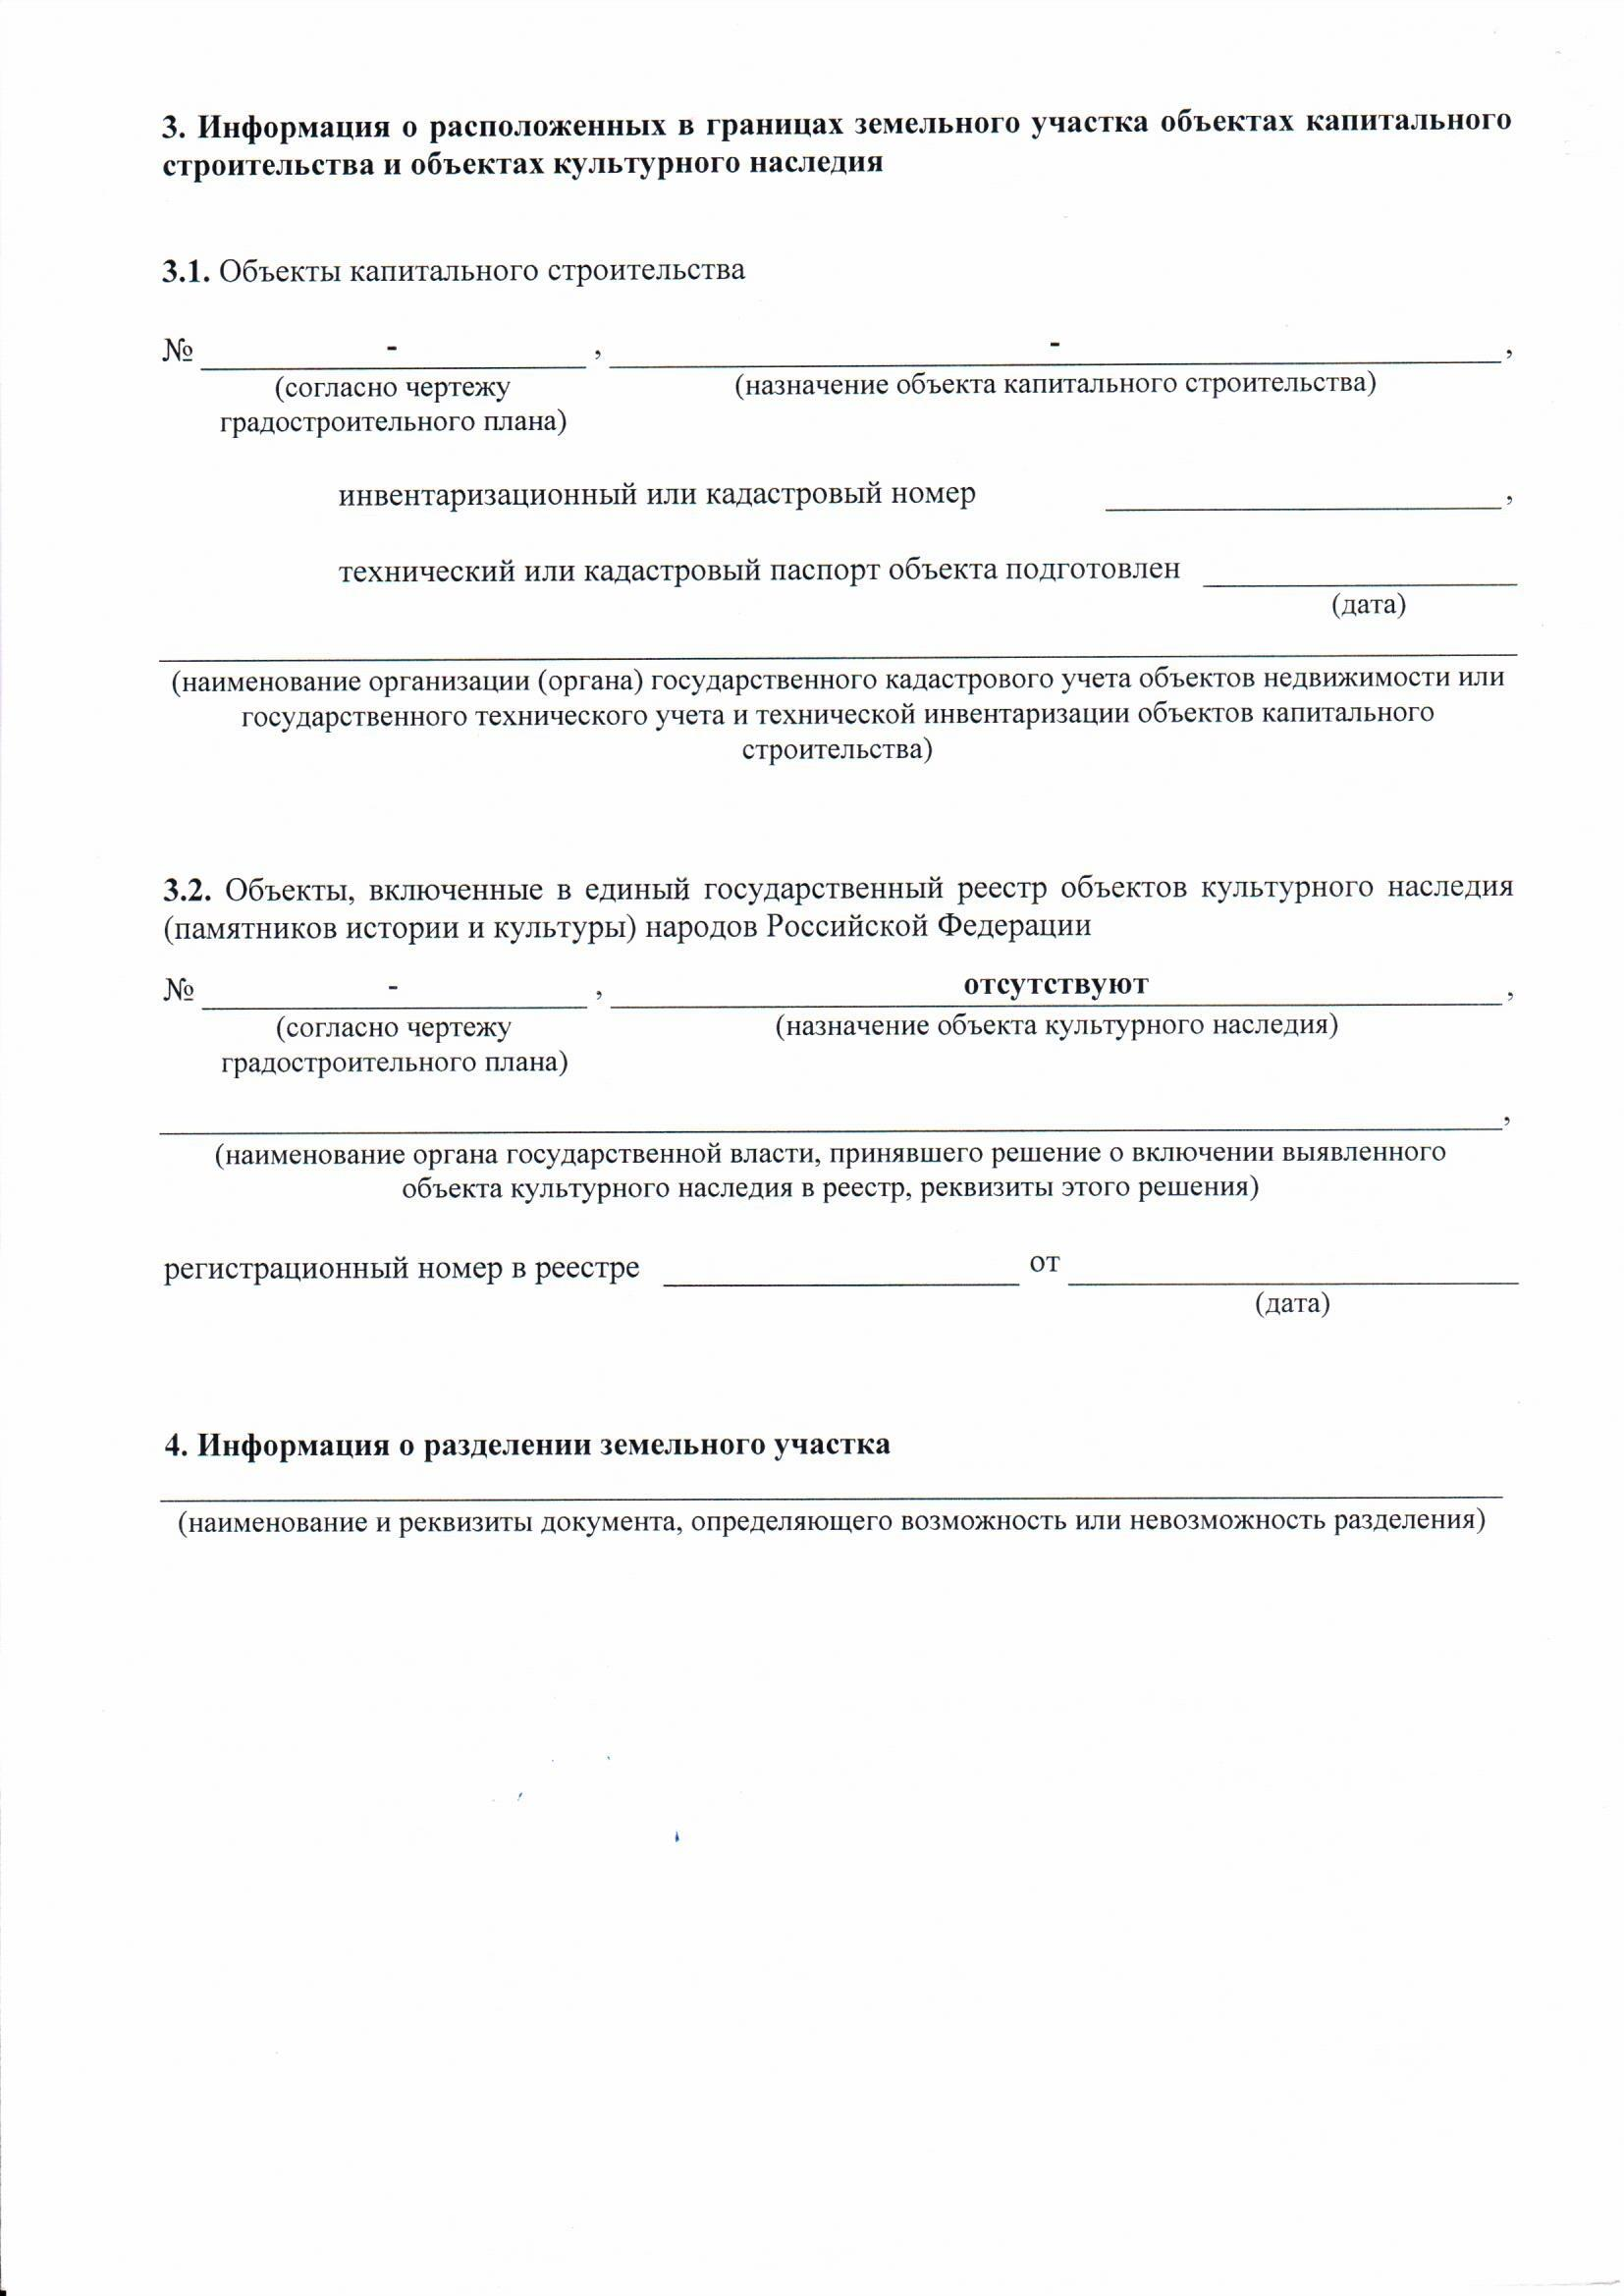 3. Информация о расположенных в границах земельного участка объектах капитального
строительства и объектах культурного наследия
3.1. Объекты капитального строительства
№ - , - ,
(согласно чертежу (назначение объекта капитального строительства)
градостроительного плана)
инвентаризационный или кадастровый номер ,
технический или кадастровый паспорт объекта подготовлен
(дата)
(наименование организации (органа) государственного кадастрового учета объектов недвижимости или
государственного технического учета и технической инвентаризации объектов капитального
строительства)
3.2. Объекты, включенные в единый государственный реестр объектов культурного наследия
(памятников истории и культуры) народов Российской Федерации
№ - , отсутствуют ,
(согласно чертежу (назначение объекта культурного наследия)
градостроительного плана)
,
(наименование органа государственной власти, принявшего решение о включении выявленного
объекта культурного наследия в реестр, реквизиты этого решения)
регистрационный номер в реестре от
(дата)
4. Информация о разделении земельного участка
(наименование и реквизиты документа, определяющего возможность или невозможность разделения)